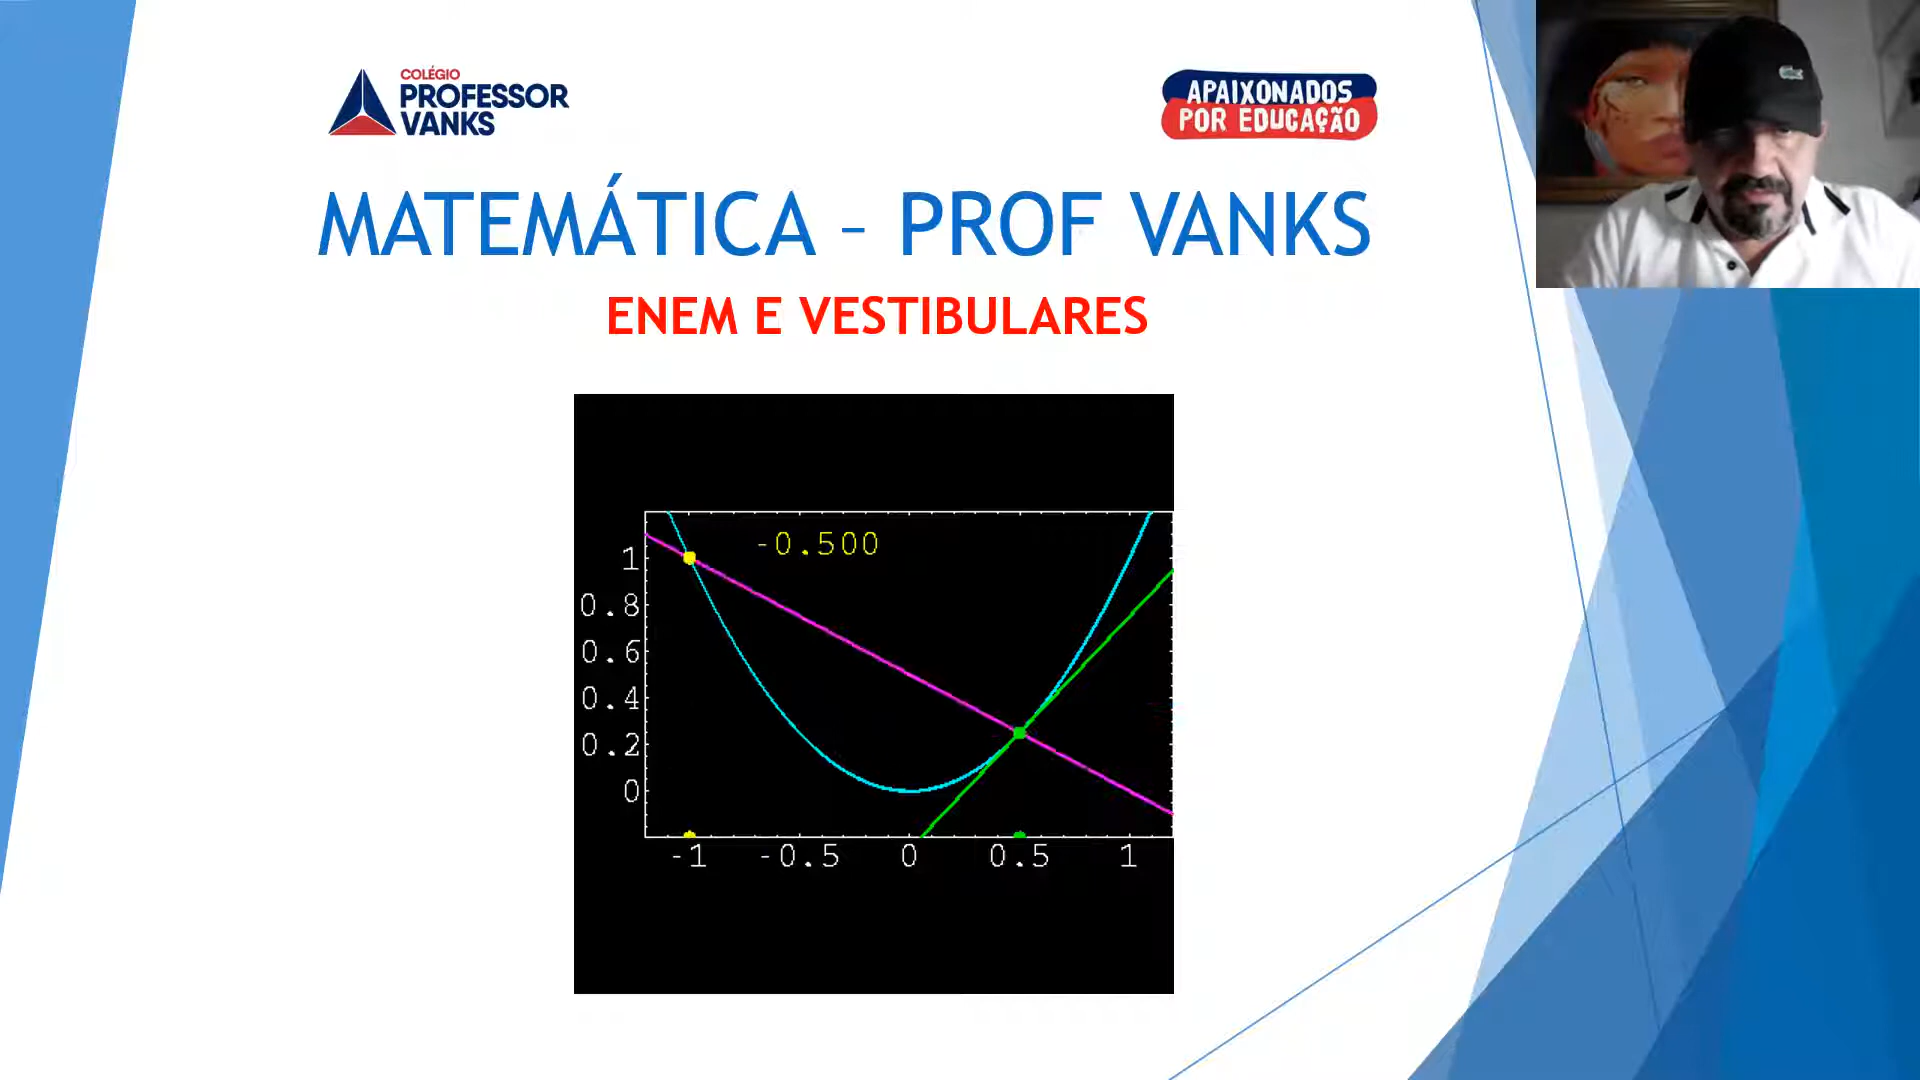 COLÉGIO
PROFESSOR
VANKS
APAIXONADOS
POR EDUCAÇÃO
MATEMÁTICA – PROF VANKS
ENEM E VESTIBULARES
-0.500
1
0.8
0.6
0.4
0.2
0
-1 -0.5 0 0.5 1